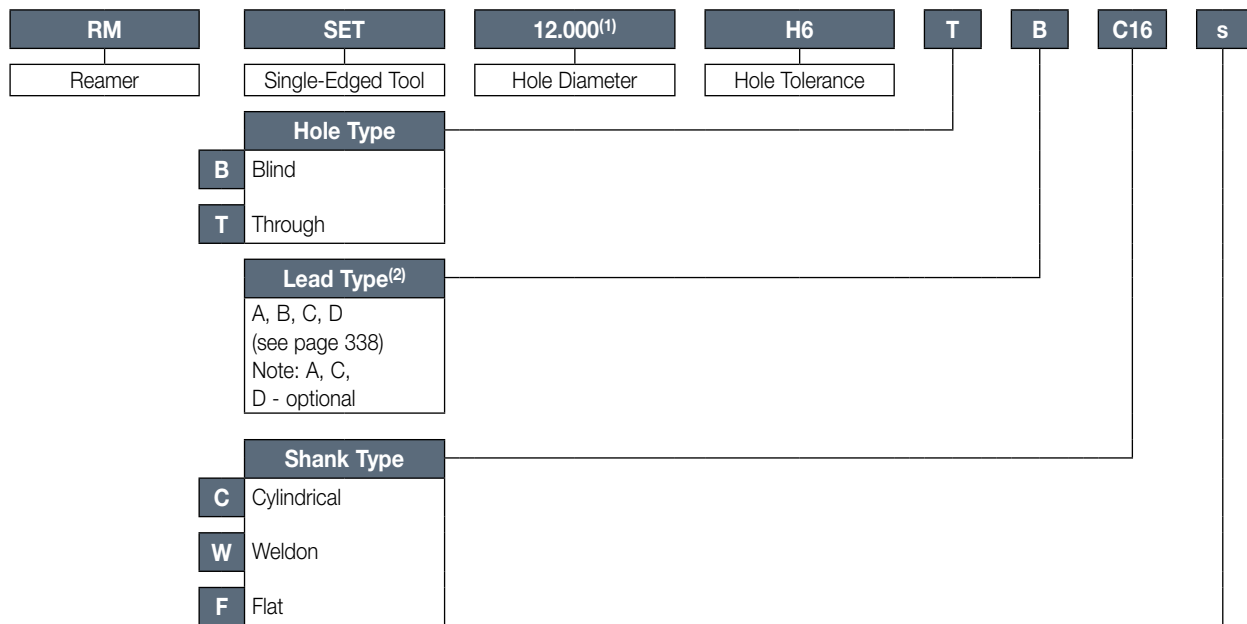 RM SET 12.000(1) H6 T B C16 s
Reamer Single-Edged Tool Hole Diameter Hole Tolerance
Hole Type
B Blind
T Through
Lead Type(2)
A, B, C, D
(see page 338)
Note: A, C,
D - optional
Shank Type
C Cylindrical
W Weldon
F Flat